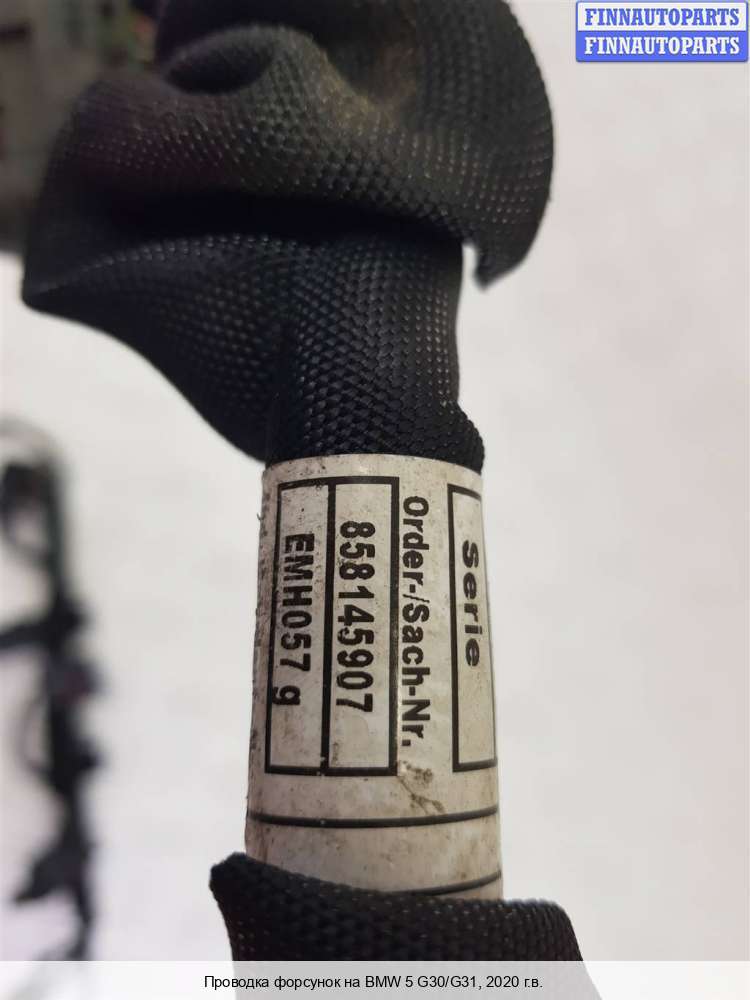 FINNAUTOPARTS
FINNAUTOPARTS
Serie
Order-/Sach-Nr.
858145907
EMH057 g
Проводка форсунок на BMW 5 G30/G31, 2020 г.в.